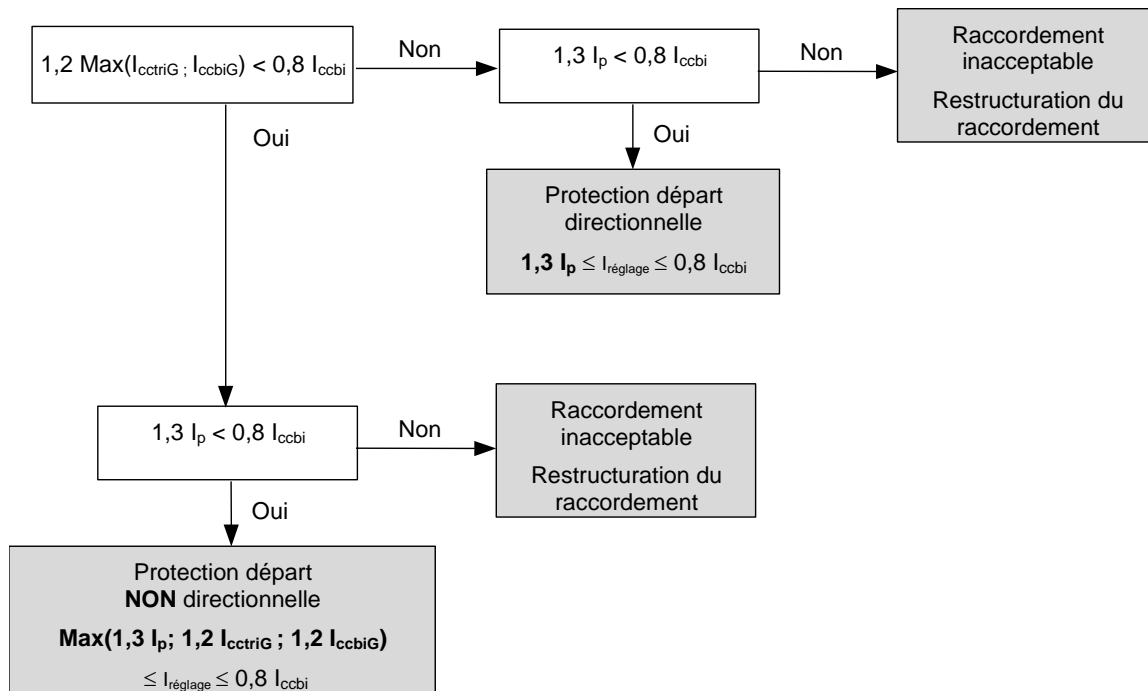 1,2 Max(IcctriG ; IccbiG) < 0,8 Iccbi
Non
1,3 Ip < 0,8 Iccbi
Non
Raccordement
inacceptable
Restructuration du
raccordement
Oui
Oui
Protection départ
directionnelle
1,3 Ip ≤ Iréglage ≤ 0,8 Iccbi
1,3 Ip < 0,8 Iccbi
Non
Raccordement
inacceptable
Restructuration du
raccordement
Oui
Protection départ
NON directionnelle
Max(1,3 Ip; 1,2 IcctriG ; 1,2 IccbiG)
≤ Iréglage ≤ 0,8 Iccbi